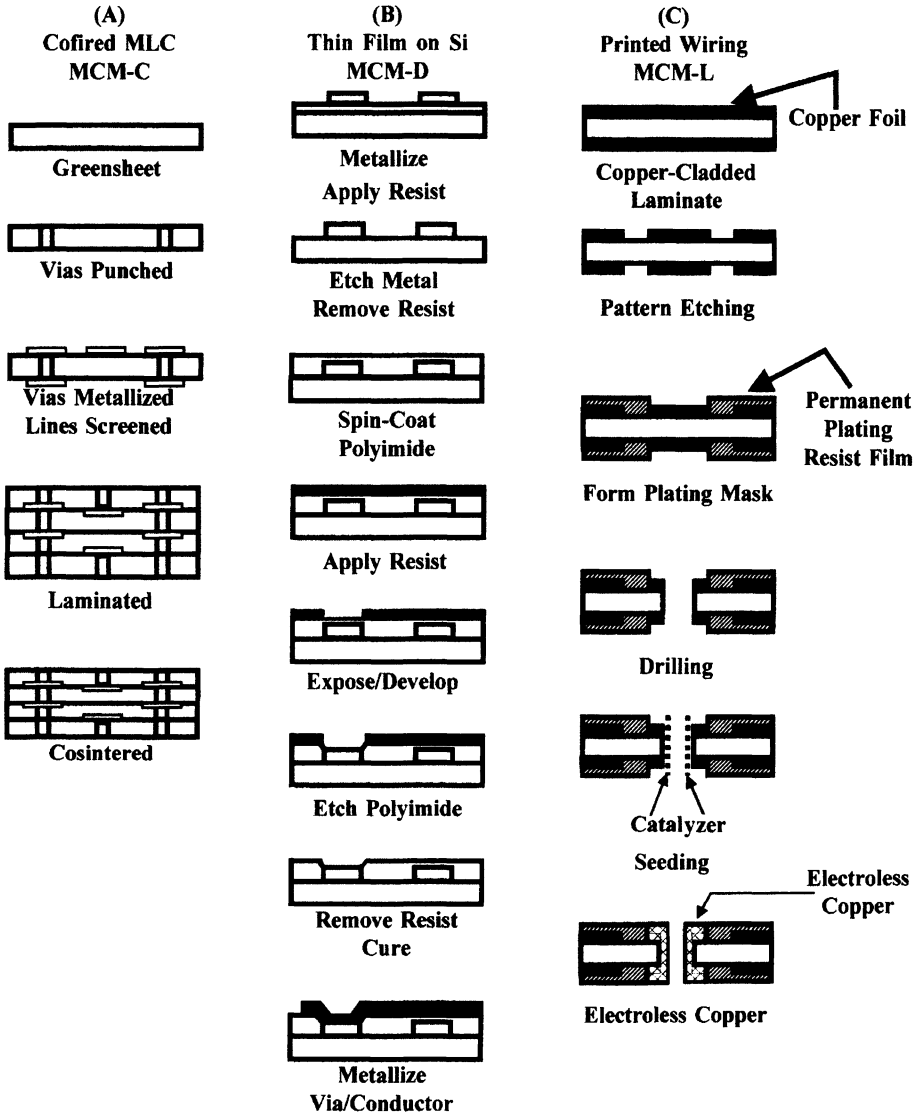 (A)
Cofired MLC
MCM-C
Greensheet
Vias Punched
Vias Metallized
Lines Screened
Laminated
Cosintered
(B)
Thin Film on Si
MCM-D
Metallize
Apply Resist
Etch Metal
Remove Resist
Spin-Coat
Polyimide
Apply Resist
Expose/Develop
Etch Polyimide
Remove Resist
Cure
Metallize
Via/Conductor
(C)
Printed Wiring
MCM-L
Copper Foil
Copper-Cladded
Laminate
Pattern Etching
Permanent
Plating
Resist Film
Form Plating Mask
Drilling
Catalyzer
Seeding
Electroless
Copper
Electroless Copper